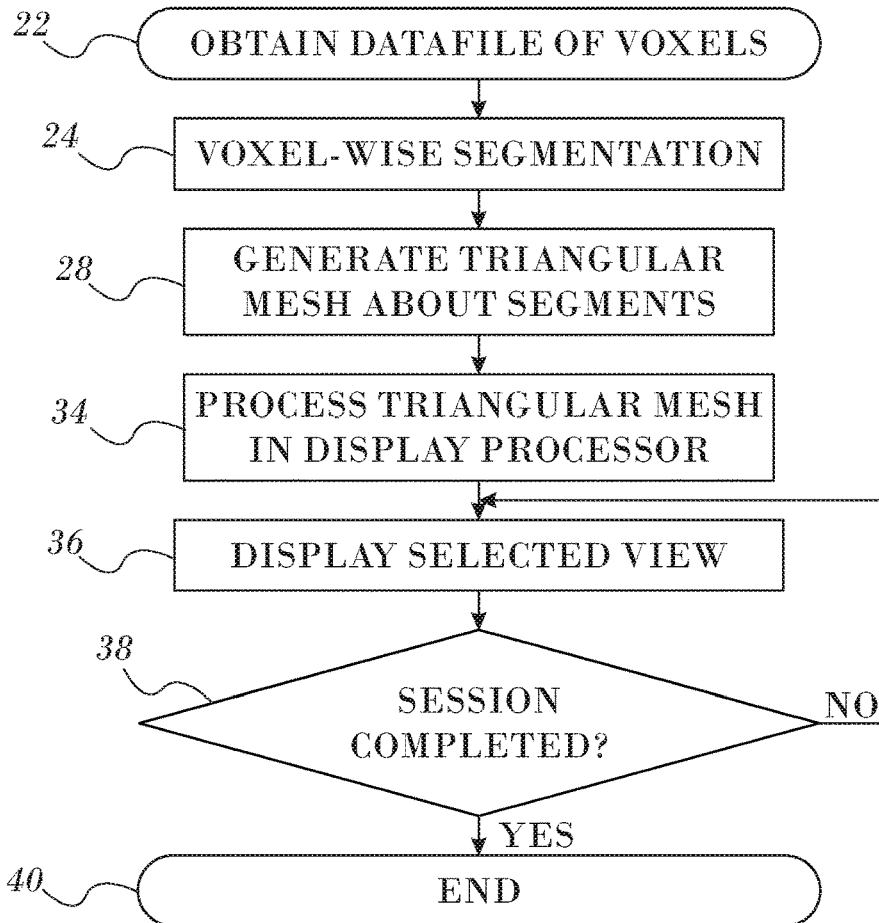 22
OBTAIN DATAFILE OF VOXELS
24
VOXEL-WISE SEGMENTATION
28
GENERATE TRIANGULAR
MESH ABOUT SEGMENTS
34
PROCESS TRIANGULAR MESH
IN DISPLAY PROCESSOR
36
DISPLAY SELECTED VIEW
38
SESSION
COMPLETED?
NO
YES
40
END